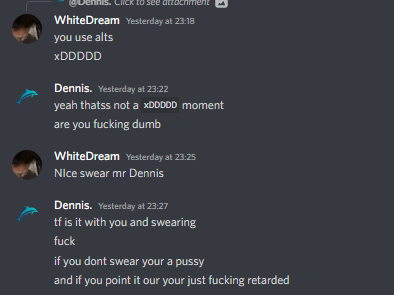 @Dennis. Click to see attachment
WhiteDream Yesterday at 23:18
you use alts
xDDDDD
Dennis. Yesterday at 23:22
yeah thatss not a xDDDDD moment
are you fucking dumb
WhiteDream Yesterday at 23:25
NIce swear mr Dennis
Dennis. Yesterday at 23:27
tf is it with you and swearing
fuck
if you dont swear your a pussy
and if you point it our your just fucking retarded